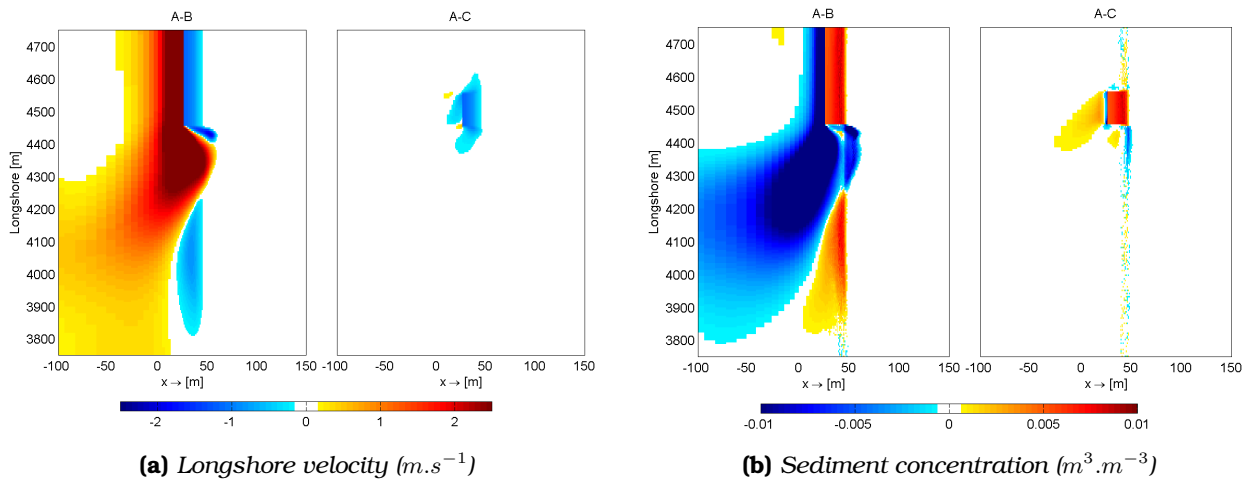 A-B
A-C
4700
4600
4500
4400
4300
4200
4100
4000
3900
3800
Longshore [m]
-100 -50 0 50 100 150
-100 -50 0 50 100 150
x → [m]
x → [m]
-2 -1 0 1 2
(a) Longshore velocity (m.s⁻¹)
A-B
A-C
4700
4600
4500
4400
4300
4200
4100
4000
3900
3800
Longshore [m]
-100 -50 0 50 100 150
-100 -50 0 50 100 150
x → [m]
x → [m]
-0.01 -0.005 0 0.005 0.01
(b) Sediment concentration (m³.m⁻³)